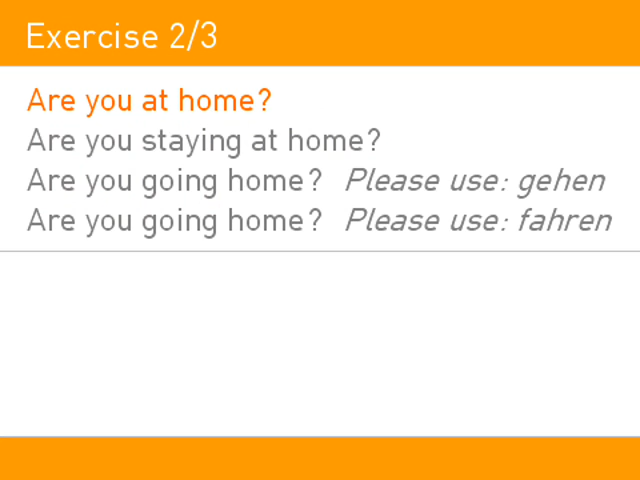 Exercise 2/3
Are you at home?
Are you staying at home?
Are you going home? Please use: gehen
Are you going home? Please use: fahren